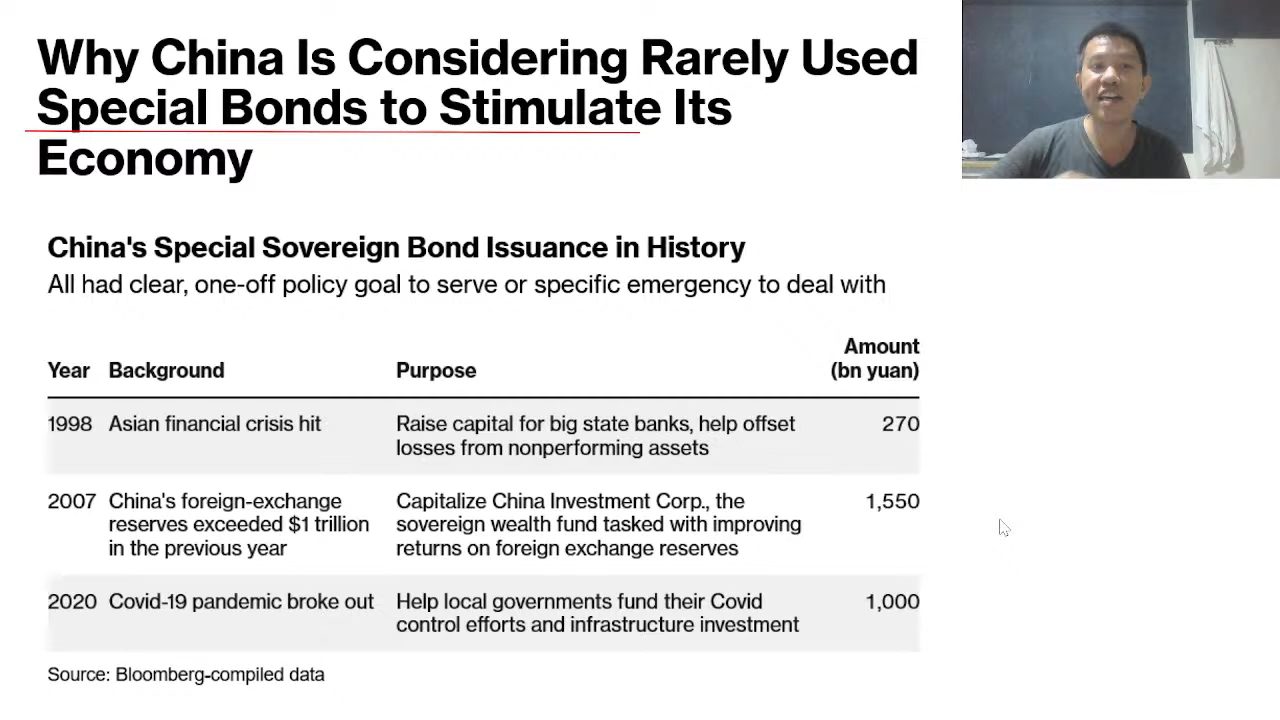 Why China Is Considering Rarely Used
Special Bonds to Stimulate Its
Economy
China's Special Sovereign Bond Issuance in History
All had clear, one-off policy goal to serve or specific emergency to deal with
Amount
Year Background Purpose (bn yuan)
1998 Asian financial crisis hit Raise capital for big state banks, help offset 270
losses from nonperforming assets
2007 China's foreign-exchange Capitalize China Investment Corp., the 1,550
reserves exceeded $1 trillion sovereign wealth fund tasked with improving
in the previous year returns on foreign exchange reserves
2020 Covid-19 pandemic broke out Help local governments fund their Covid 1,000
control efforts and infrastructure investment
Source: Bloomberg-compiled data